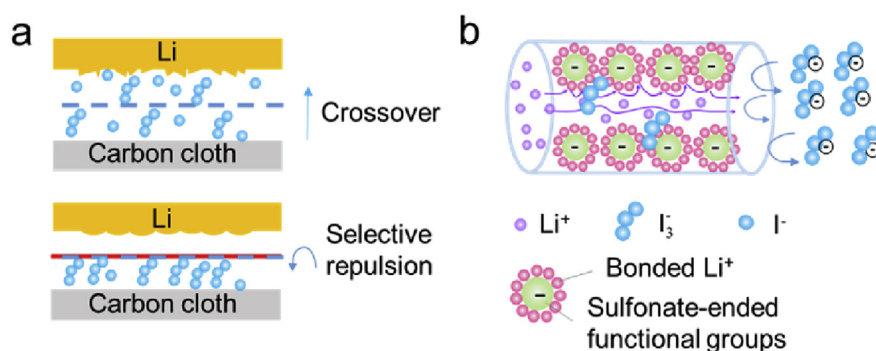 a
Li
Crossover
Carbon cloth
Li
Selective
repulsion
Carbon cloth
b
Li⁺
I₃⁻
I⁻
Bonded Li⁺
Sulfonate-ended
functional groups